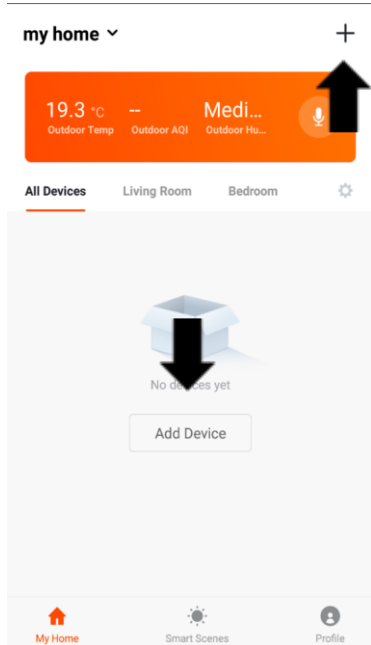 my home
19.3 °C -- Medi...
Outdoor Temp Outdoor AQI Outdoor Hu...
All Devices Living Room Bedroom
No devices yet
Add Device
My Home Smart Scenes Profile